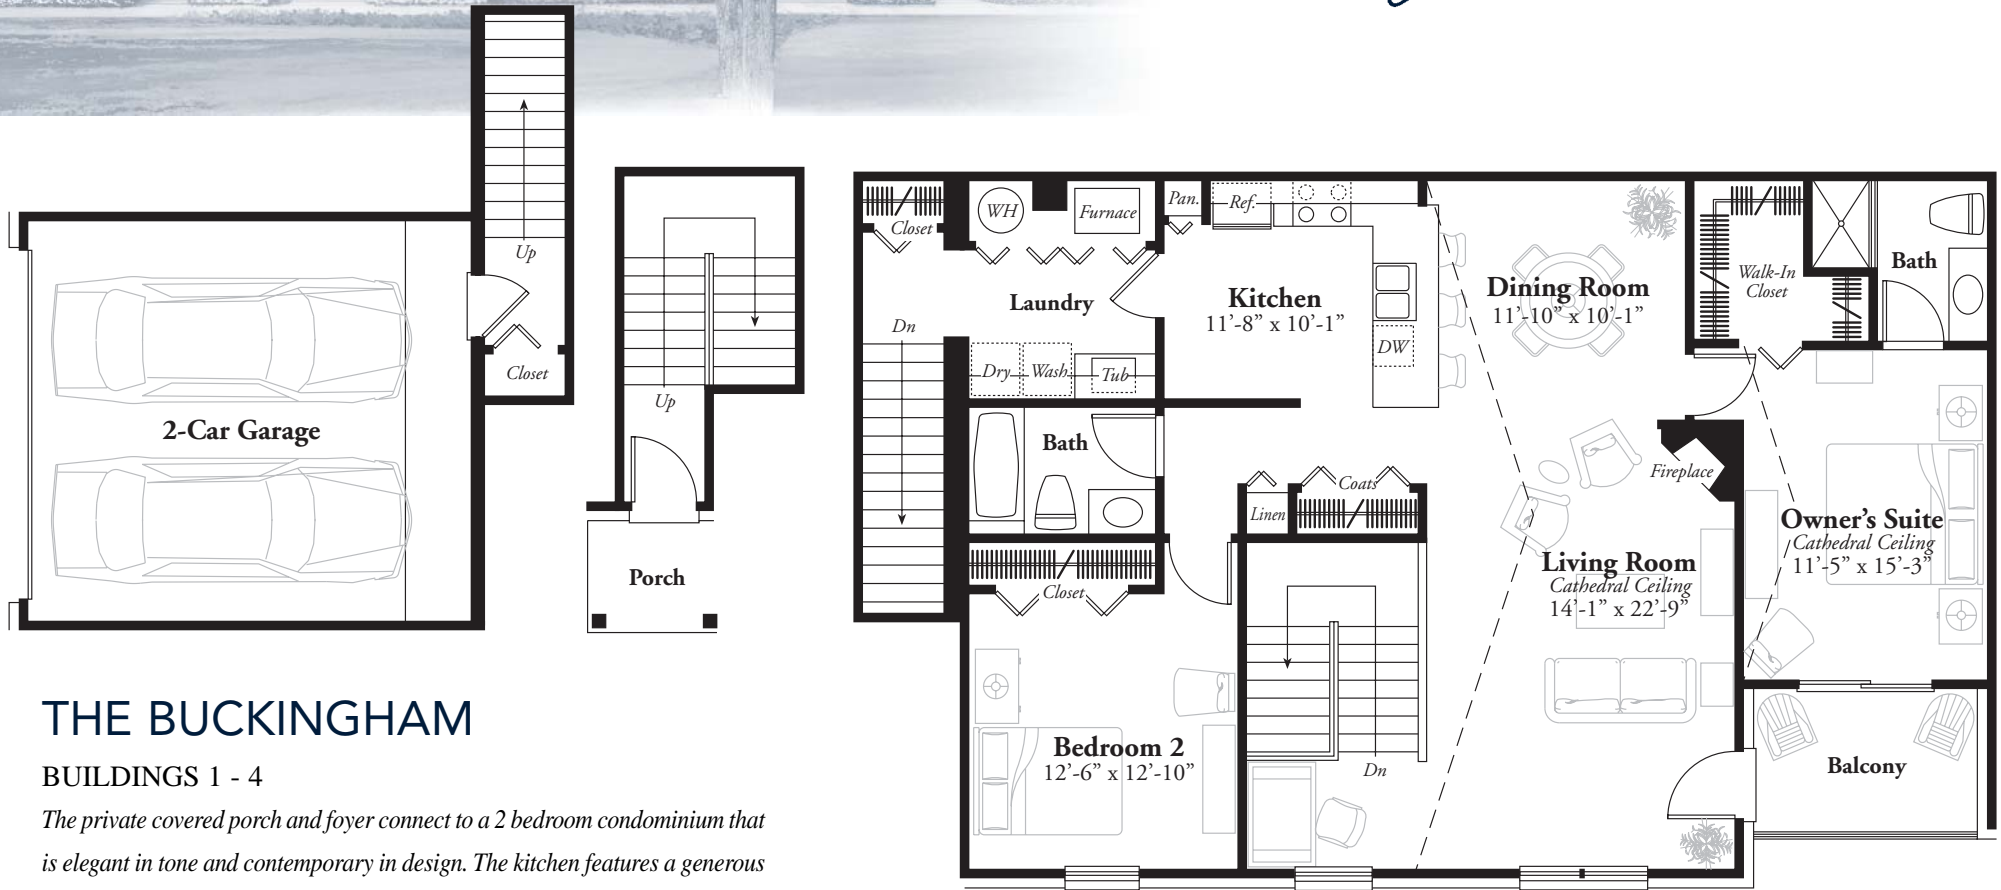 Up
Closet
2-Car Garage
Up
Porch
Closet
WH
Furnace
Pan.
Ref.
Laundry
Dn
Dry
Wash
Tub
Kitchen
11’-8” x 10’-1”
DW
Dining Room
11’-10” x 10’-1”
Walk-In
Closet
Bath
Bath
Linen
Coats
Fireplace
Closet
Living Room
Cathedral Ceiling
14’-1” x 22’-9”
Owner’s Suite
Cathedral Ceiling
11’-5” x 15’-3”
Bedroom 2
12’-6” x 12’-10”
Dn
Balcony
THE BUCKINGHAM
BUILDINGS 1 - 4
The private covered porch and foyer connect to a 2 bedroom condominium that
is elegant in tone and contemporary in design. The kitchen features a generous